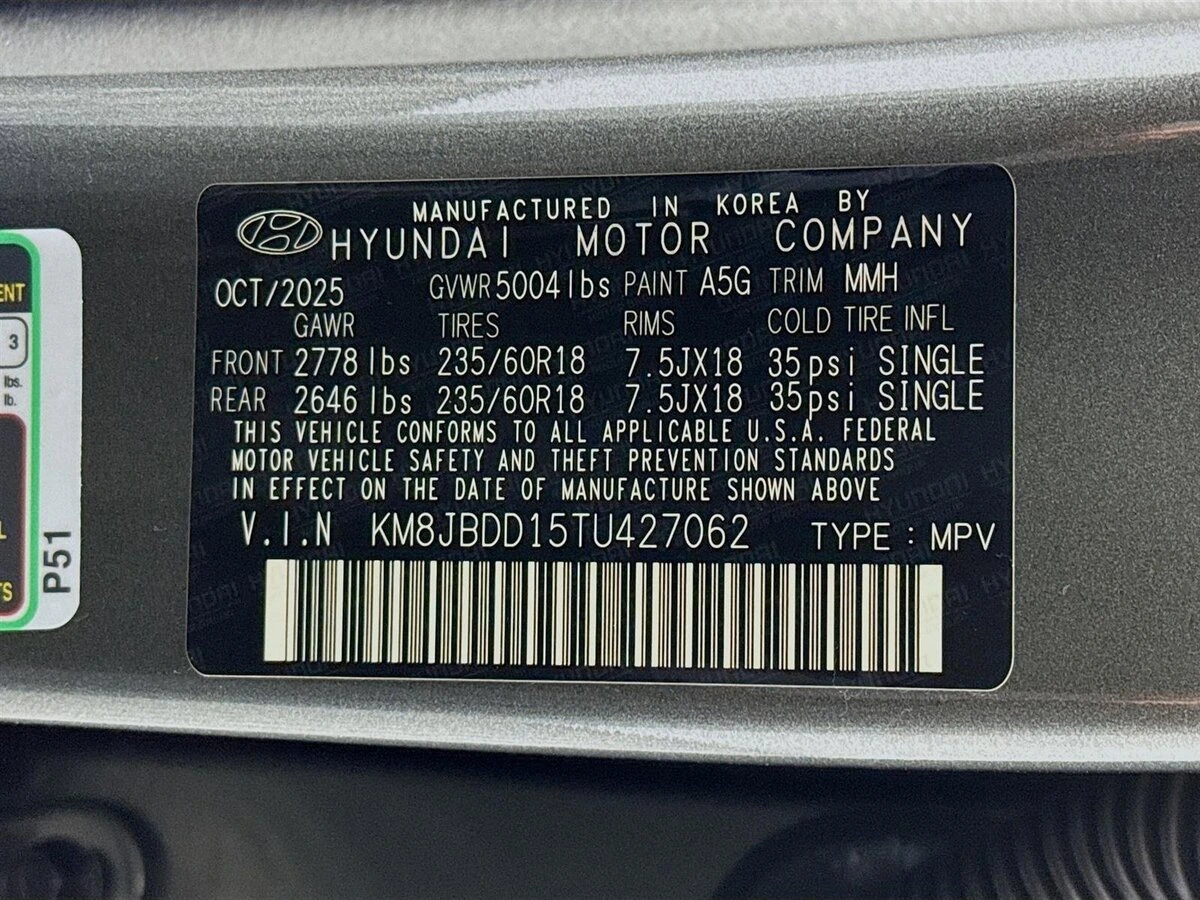 MANUFACTURED IN KOREA BY
HYUNDAI MOTOR COMPANY
OCT/2025 GVWR 5004 lbs PAINT A5G TRIM MMH
GAWR TIRES RIMS COLD TIRE INFL
FRONT 2778 lbs 235/60R18 7.5JX18 35psi SINGLE
REAR 2646 lbs 235/60R18 7.5JX18 35psi SINGLE
THIS VEHICLE CONFORMS TO ALL APPLICABLE U.S.A. FEDERAL
MOTOR VEHICLE SAFETY AND THEFT PREVENTION STANDARDS
IN EFFECT ON THE DATE OF MANUFACTURE SHOWN ABOVE
V.I.N KM8JBDD15TU427062 TYPE : MPV
3
lbs.
lb.
P51